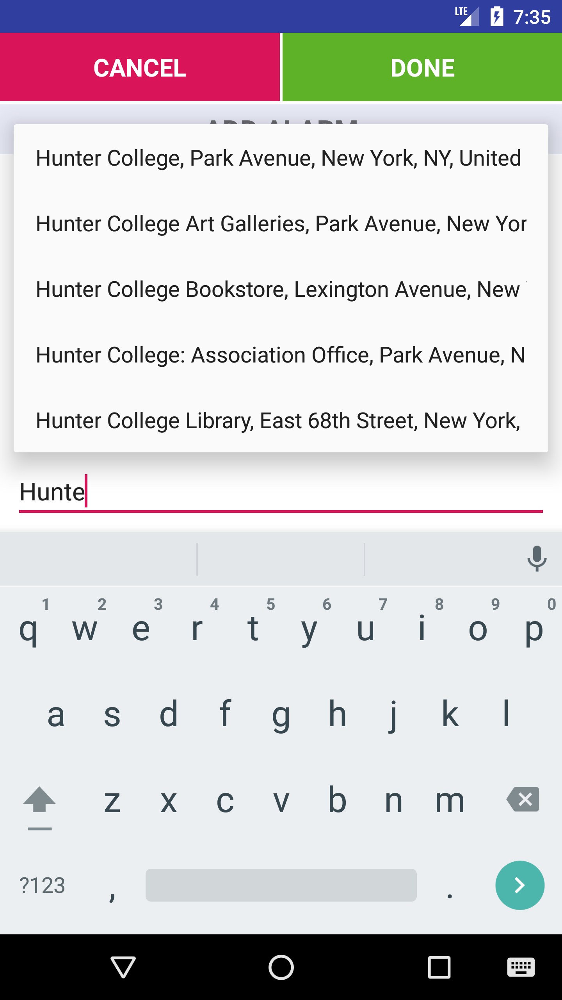 LTE 7:35
CANCEL DONE
ADD ALARM
Hunter College, Park Avenue, New York, NY, United
Hunter College Art Galleries, Park Avenue, New Yor
Hunter College Bookstore, Lexington Avenue, New
Hunter College: Association Office, Park Avenue, N
Hunter College Library, East 68th Street, New York,
Hunte
1 2 3 4 5 6 7 8 9 0
q w e r t y u i o p
a s d f g h j k l
z x c v b n m
?123 , .